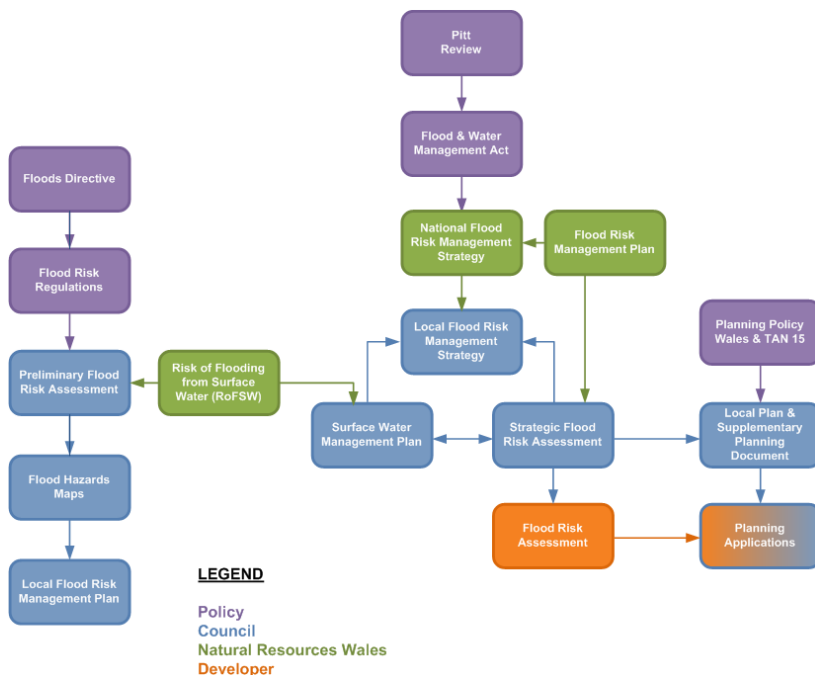 Pitt
Review
Flood & Water
Management Act
Floods Directive
National Flood
Risk Management
Strategy
Flood Risk
Management Plan
Flood Risk
Regulations
Local Flood Risk
Management
Strategy
Planning Policy
Wales & TAN 15
Preliminary Flood
Risk Assessment
Risk of Flooding
from Surface
Water (RoFSW)
Surface Water
Management Plan
Strategic Flood
Risk Assessment
Local Plan &
Supplementary
Planning
Document
Flood Hazards
Maps
Flood Risk
Assessment
Planning
Applications
Local Flood Risk
Management Plan
LEGEND
Policy
Council
Natural Resources Wales
Developer